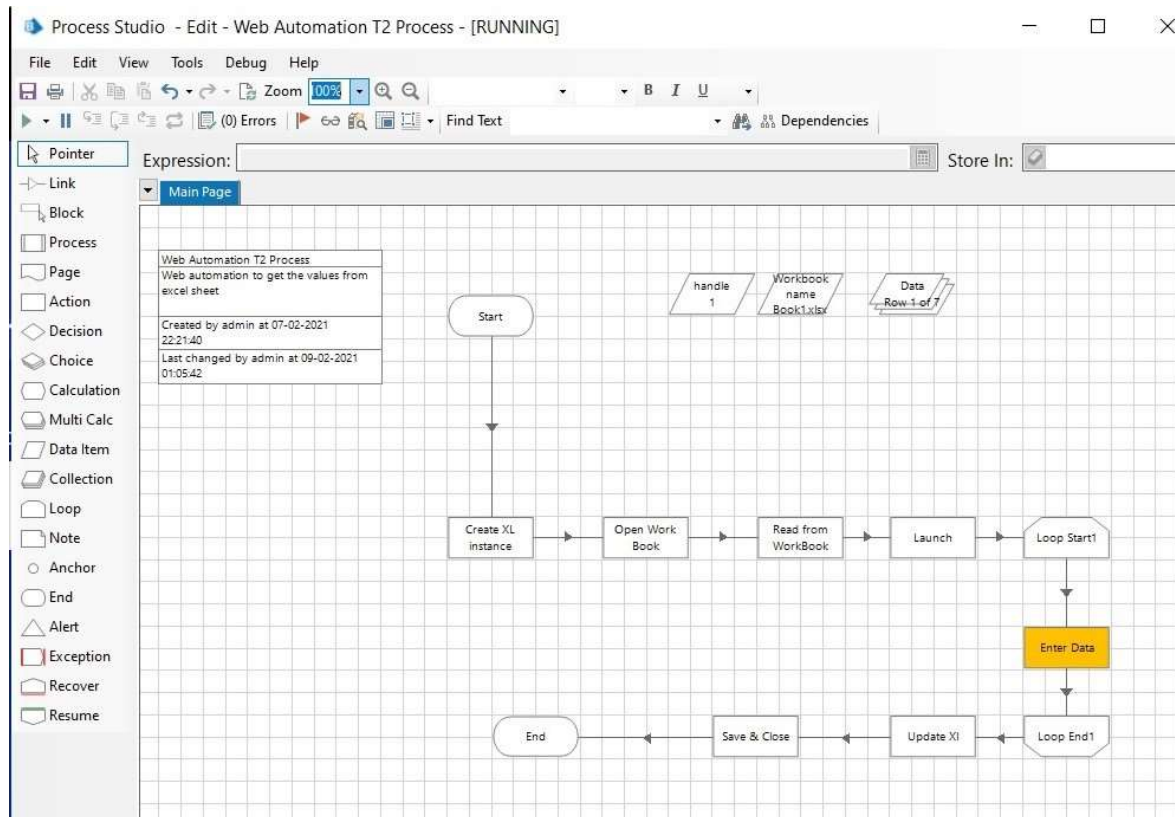 Process Studio - Edit - Web Automation T2 Process - [RUNNING]
File Edit View Tools Debug Help
Zoom 100% B I U
(0) Errors Find Text Dependencies
Pointer
Link
Block
Process
Page
Action
Decision
Choice
Calculation
Multi Calc
Data Item
Collection
Loop
Note
Anchor
End
Alert
Exception
Recover
Resume
Expression: Store In:
Main Page
Web Automation T2 Process
Web automation to get the values from
excel sheet
Created by admin at 07-02-2021
22:21:40
Last changed by admin at 09-02-2021
01:05:42
handle
1
Workbook
name
Book1.xlsx
Data
Row 1 of 7
Start
Create XL
instance
Open Work
Book
Read from
WorkBook
Launch
Loop Start1
Enter Data
End
Save & Close
Update Xl
Loop End1